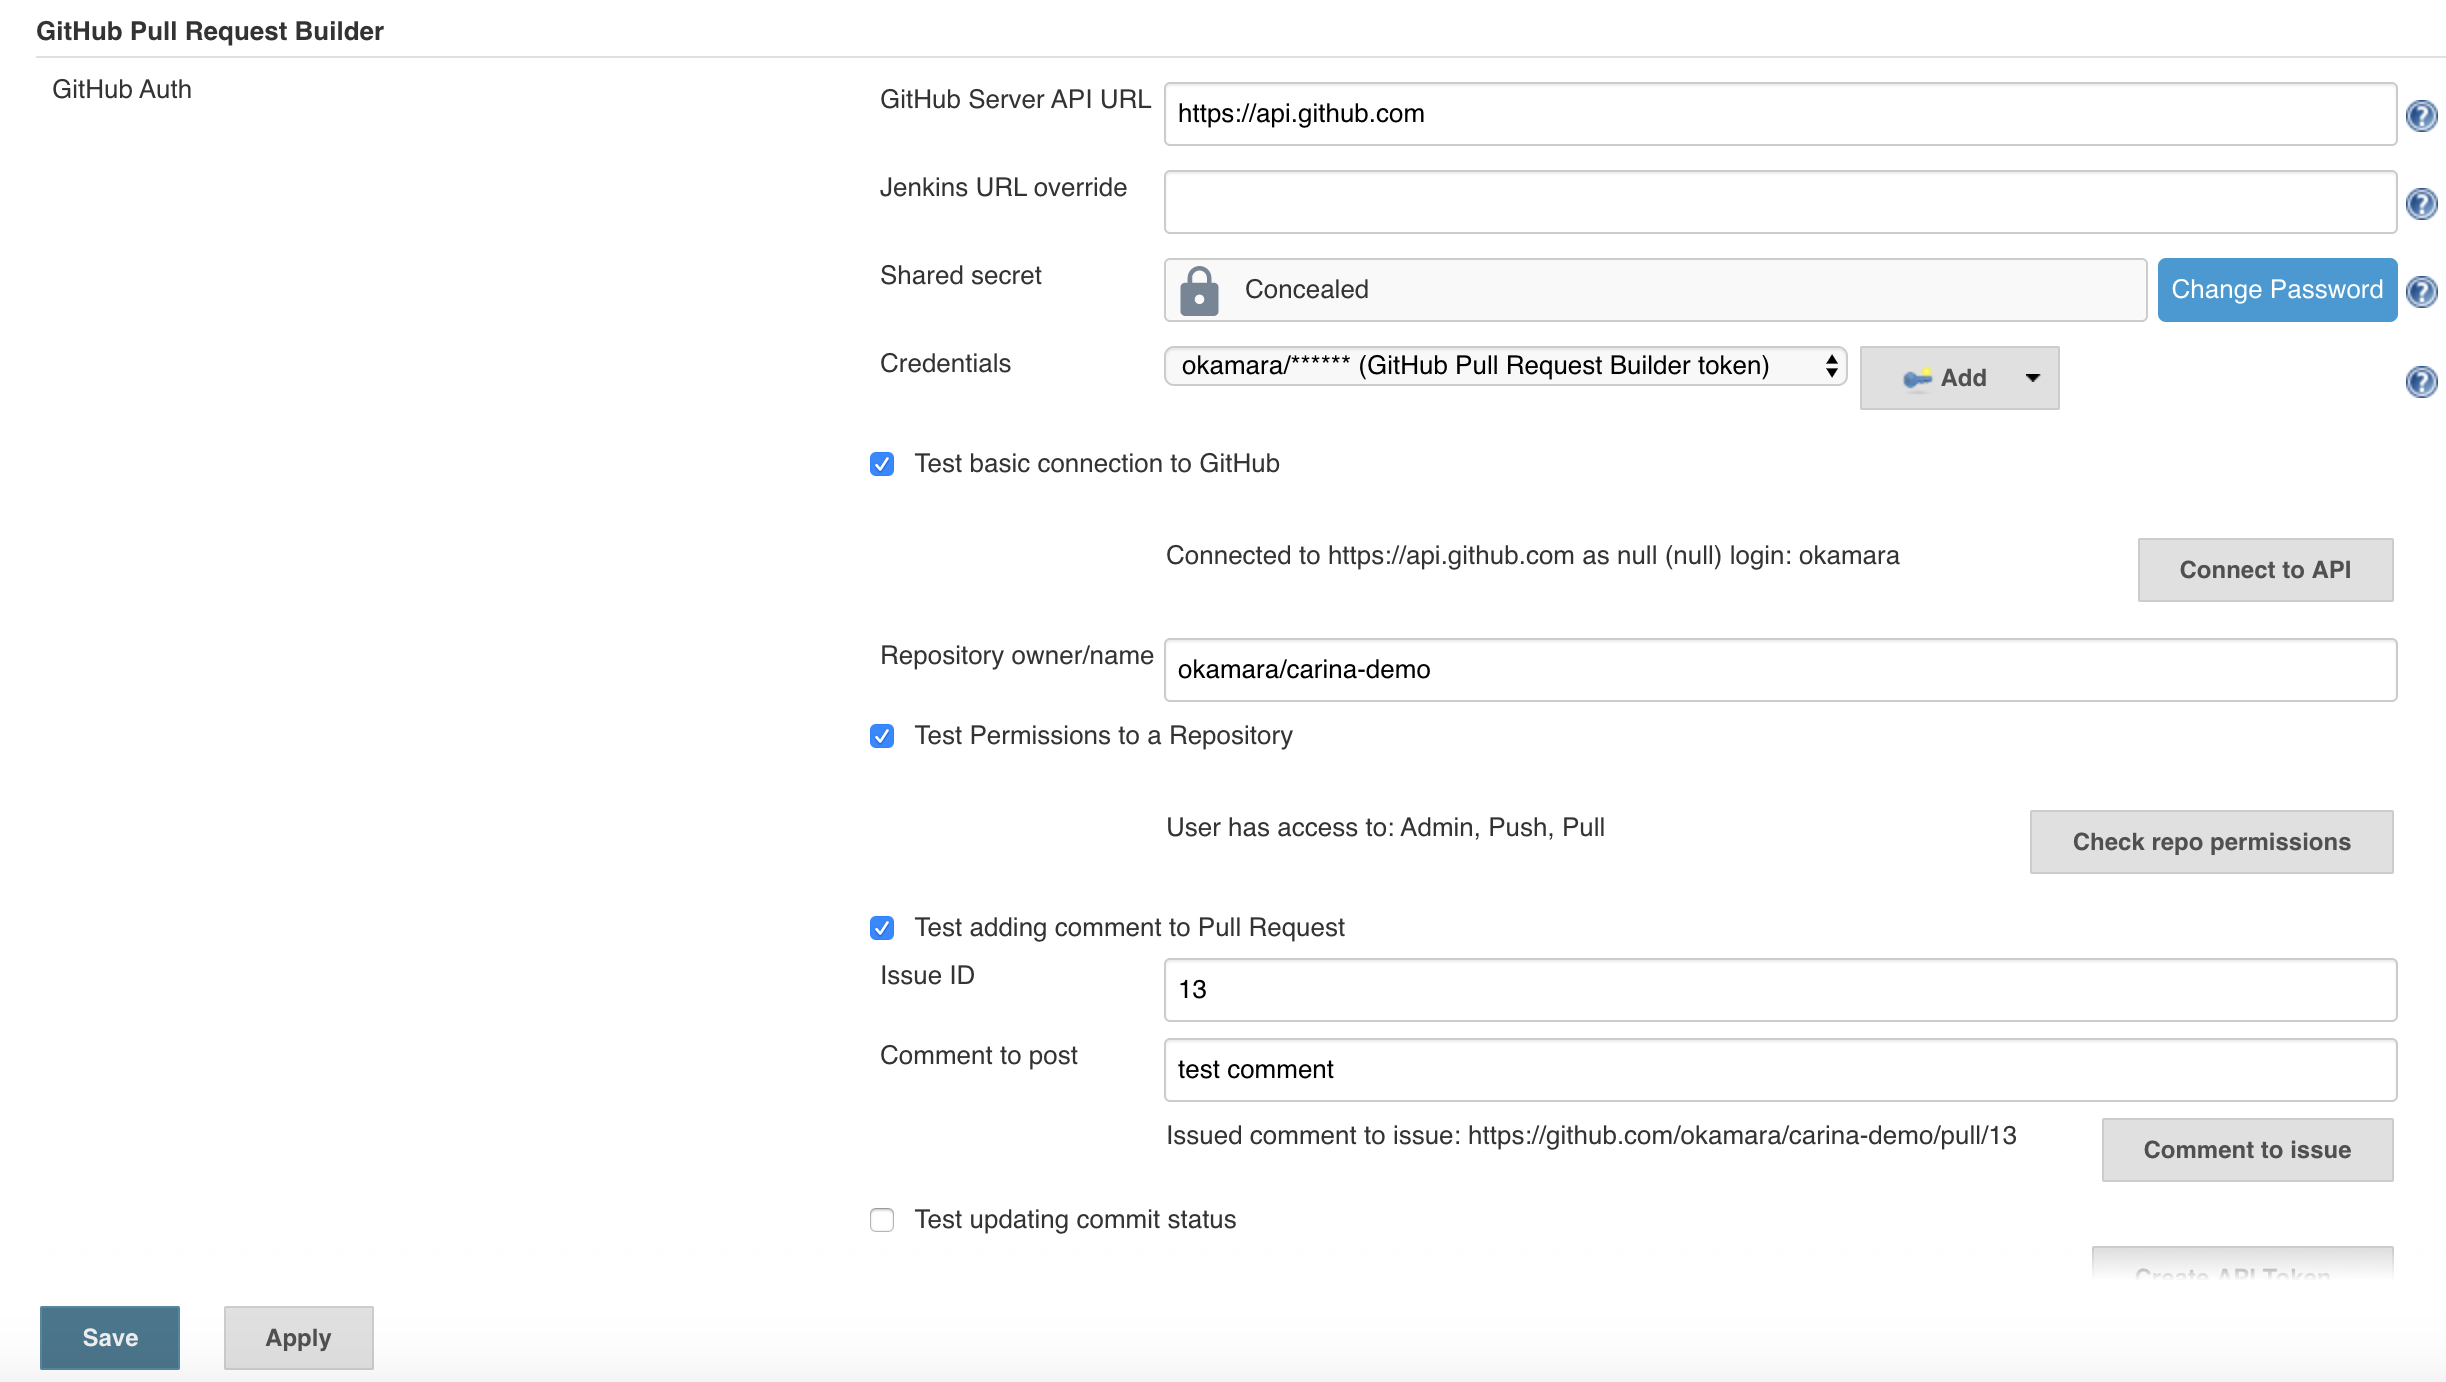 GitHub Pull Request Builder
GitHub Auth
GitHub Server API URL https://api.github.com
Jenkins URL override
Shared secret Concealed Change Password
Credentials okamara/****** (GitHub Pull Request Builder token) Add
Test basic connection to GitHub
Connected to https://api.github.com as null (null) login: okamara Connect to API
Repository owner/name okamara/carina-demo
Test Permissions to a Repository
User has access to: Admin, Push, Pull Check repo permissions
Test adding comment to Pull Request
Issue ID 13
Comment to post test comment
Issued comment to issue: https://github.com/okamara/carina-demo/pull/13 Comment to issue
Test updating commit status
Create API Token
Save Apply